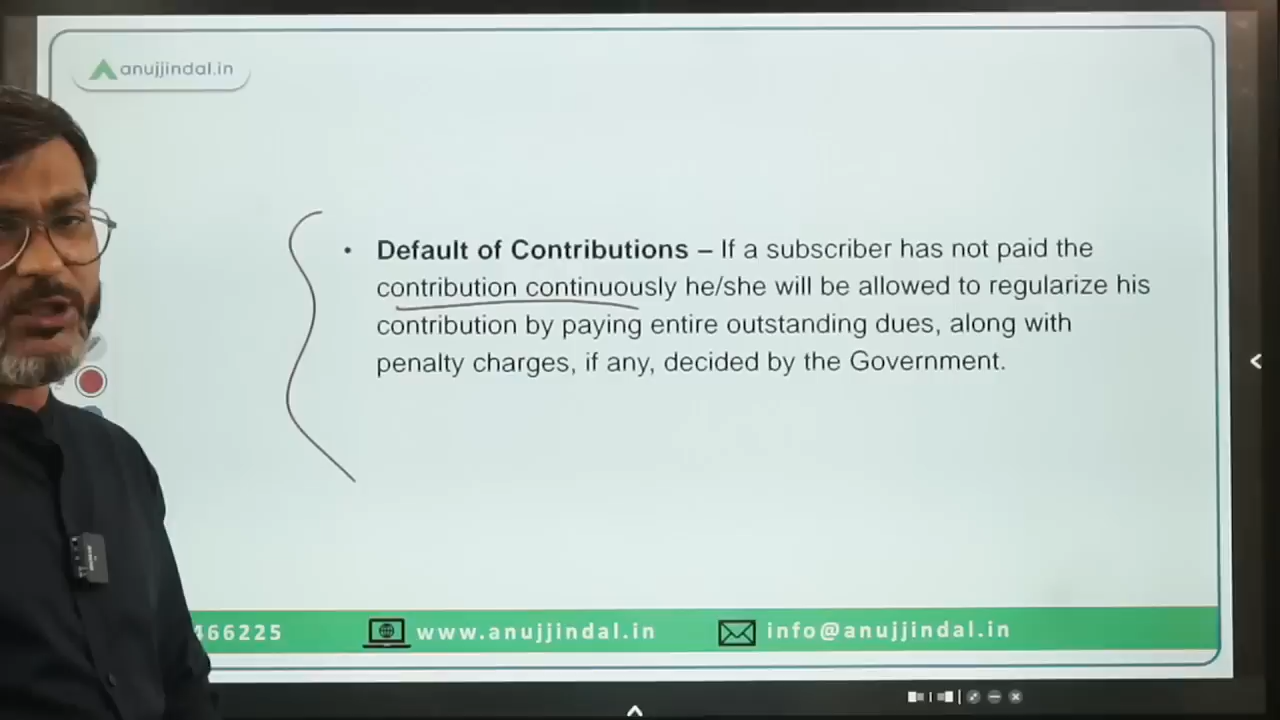 anujjindal.in
• Default of Contributions – If a subscriber has not paid the
contribution continuously he/she will be allowed to regularize his
contribution by paying entire outstanding dues, along with
penalty charges, if any, decided by the Government.
466225 www.anujjindal.in info@anujjindal.in